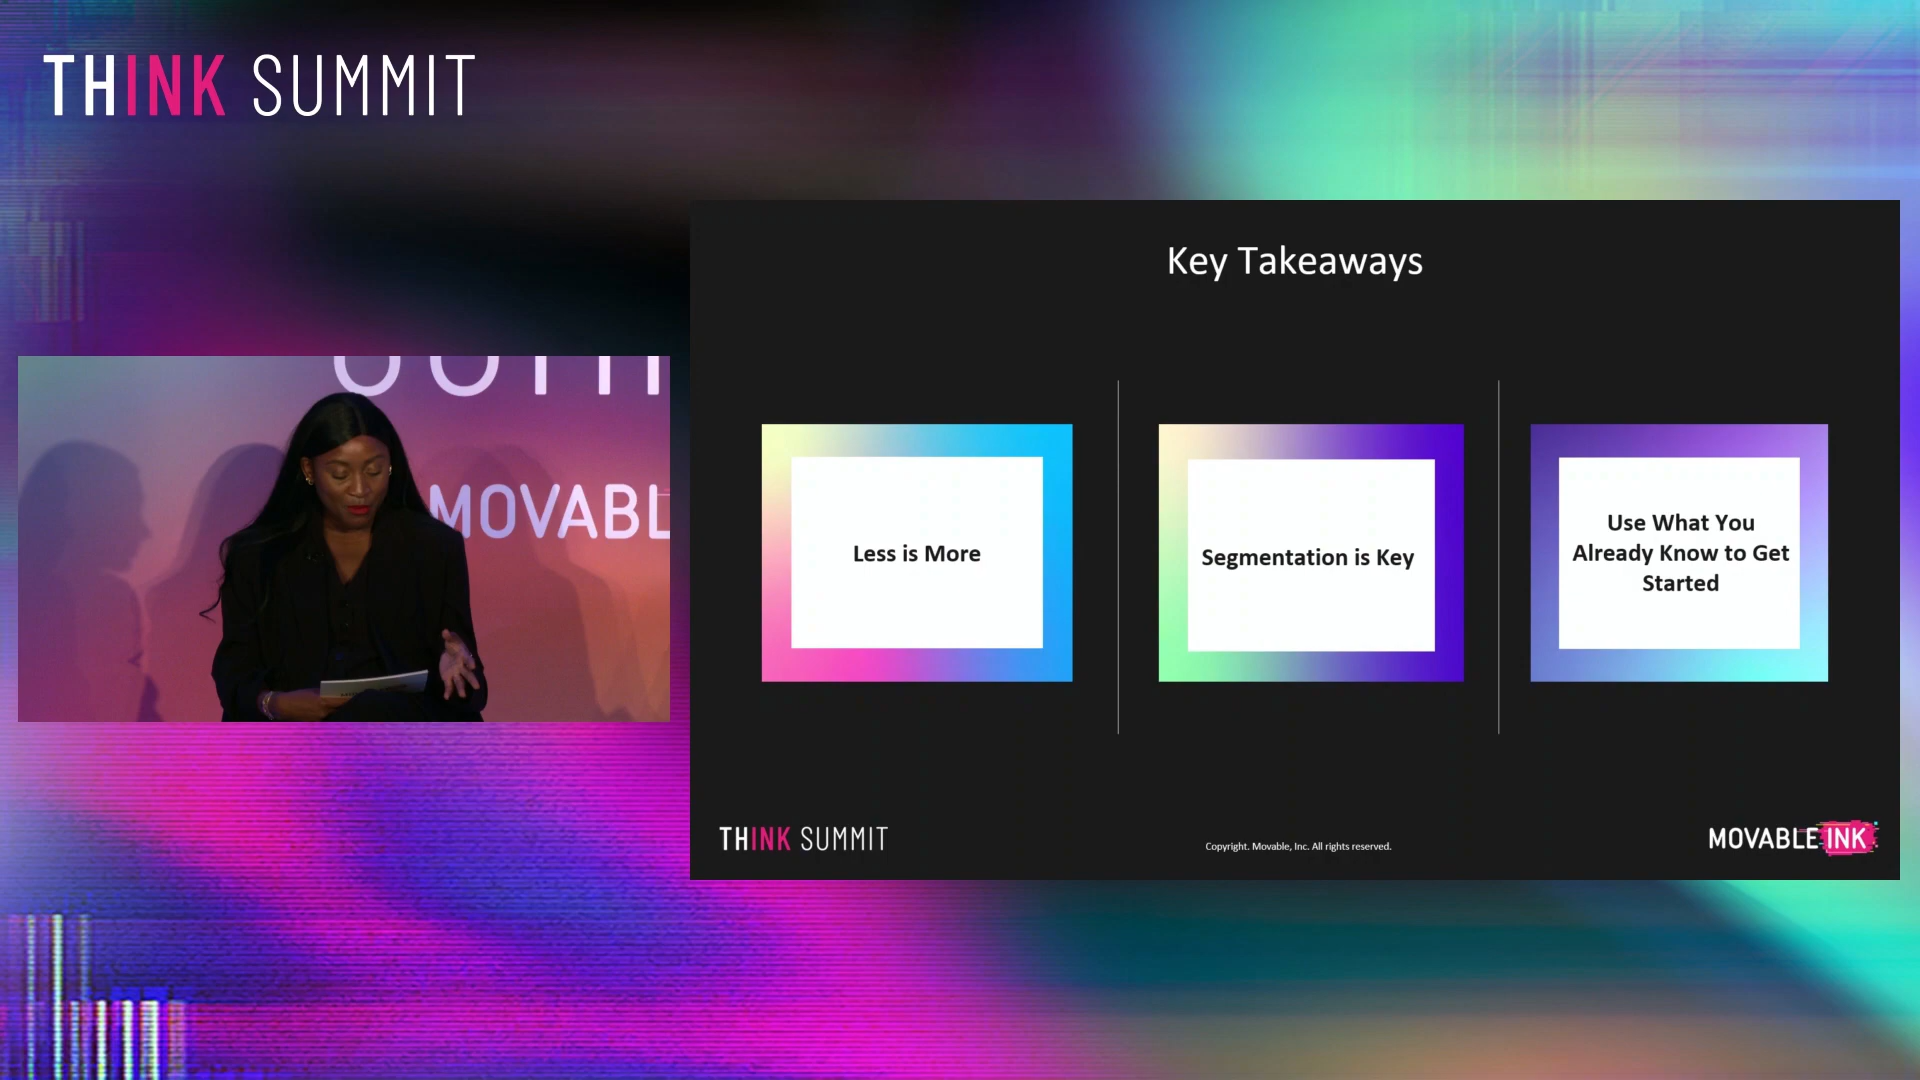 THINK SUMMIT
MOVABL
Key Takeaways
Less is More
Segmentation is Key
Use What You
Already Know to Get
Started
THINK SUMMIT
Copyright. Movable, Inc. All rights reserved.
MOVABLE INK